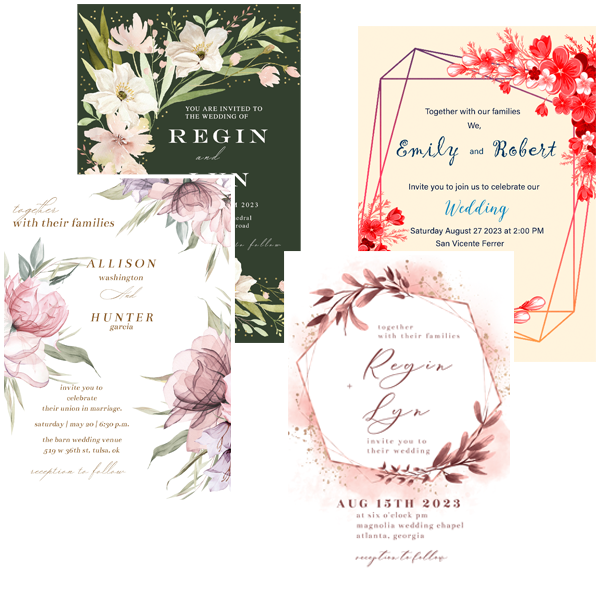 YOU ARE INVITED TO
THE WEDDING OF
REGIN
and
2023
follow
Together with our families
We,
Emily and Robert
Invite you to join us to celebrate our
Wedding
Saturday August 27 2023 at 2:00 PM
San Vicente Ferrer
together
with their families
ALLISON
washington
And
HUNTER
garcia
invite you to
celebrate
their union in marriage.
saturday | may 20 | 6:30 p.m.
the barn wedding venue
519 w 96th st, tulsa, ok
reception to follow
together
with their families
Regin
+
Lyn
invite you to
their wedding
AUG 15TH 2023
at six o'clock pm
magnolia wedding chapel
atlanta, georgia
reception to follow